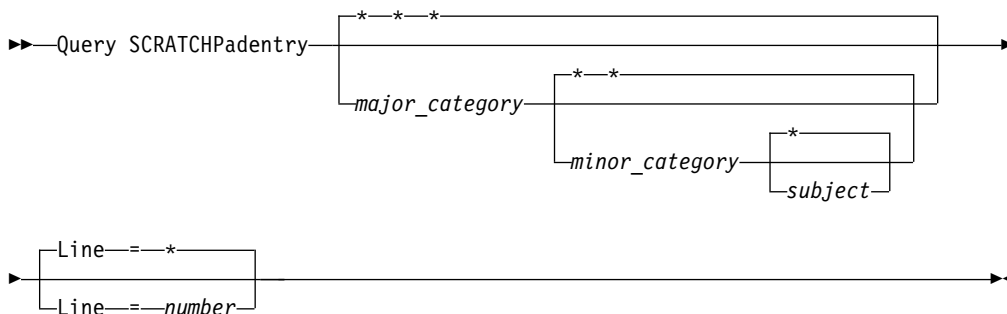 * * *
Query SCRATCHPadentry
* *
major_category
*
minor_category
subject
Line = *
Line = number